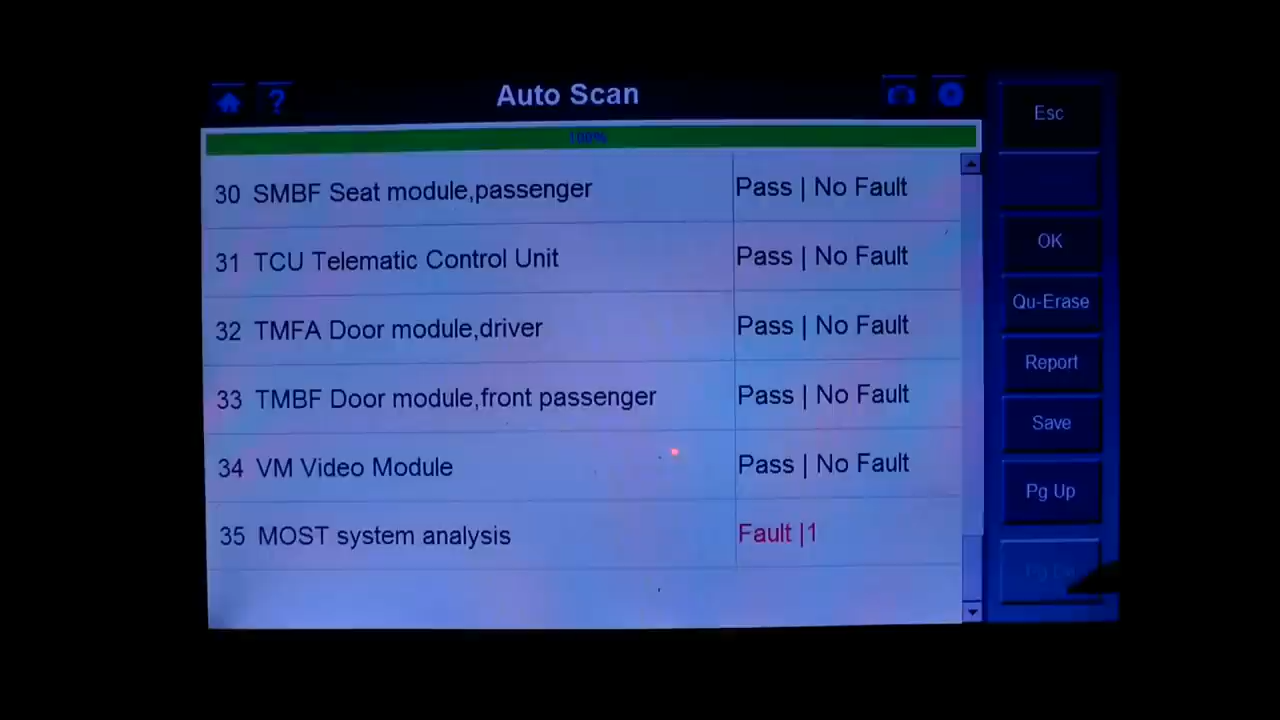 ?
Auto Scan
Esc
100%
30 SMBF Seat module,passenger Pass | No Fault
31 TCU Telematic Control Unit Pass | No Fault
OK
Qu-Erase
32 TMFA Door module,driver Pass | No Fault
Report
33 TMBF Door module,front passenger Pass | No Fault
Save
34 VM Video Module Pass | No Fault
Pg Up
35 MOST system analysis Fault |1